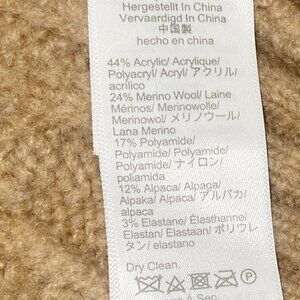 Hergestellt In China
Vervaardigd In China
中国製
hecho en china
44% Acrylic/ Acrylique/
Polyacryl/ Acryl/ アクリル/
acrílico
24% Merino Wool/ Laine
Mérinos/ Merinowolle/
Merinowol/ メリノウール/
Lana Merino
17% Polyamide/
Polyamide/ Polyamid/
Polyamide/ ナイロン/
poliamida
12% Alpaca/ Alpaga/
Alpaka/ Alpaca/ アルパカ/
alpaca
3% Elastane/ Élasthanne/
Elastan/ Elastaan/ ポリウレ
タン/ elastano
Dry Clean.